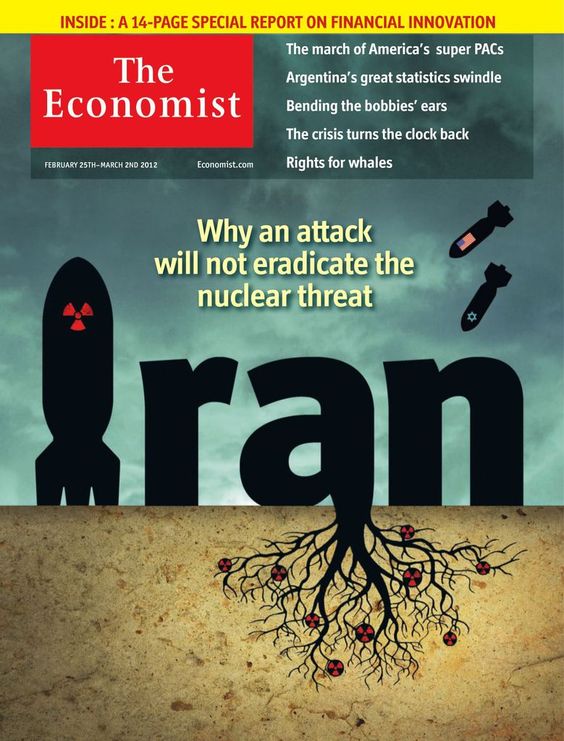 INSIDE : A 14-PAGE SPECIAL REPORT ON FINANCIAL INNOVATION
The
Economist
FEBRUARY 25TH–MARCH 2ND 2012
Economist.com
The march of America's super PACs
Argentina's great statistics swindle
Bending the bobbies' ears
The crisis turns the clock back
Rights for whales
Why an attack
will not eradicate the
nuclear threat
Iran